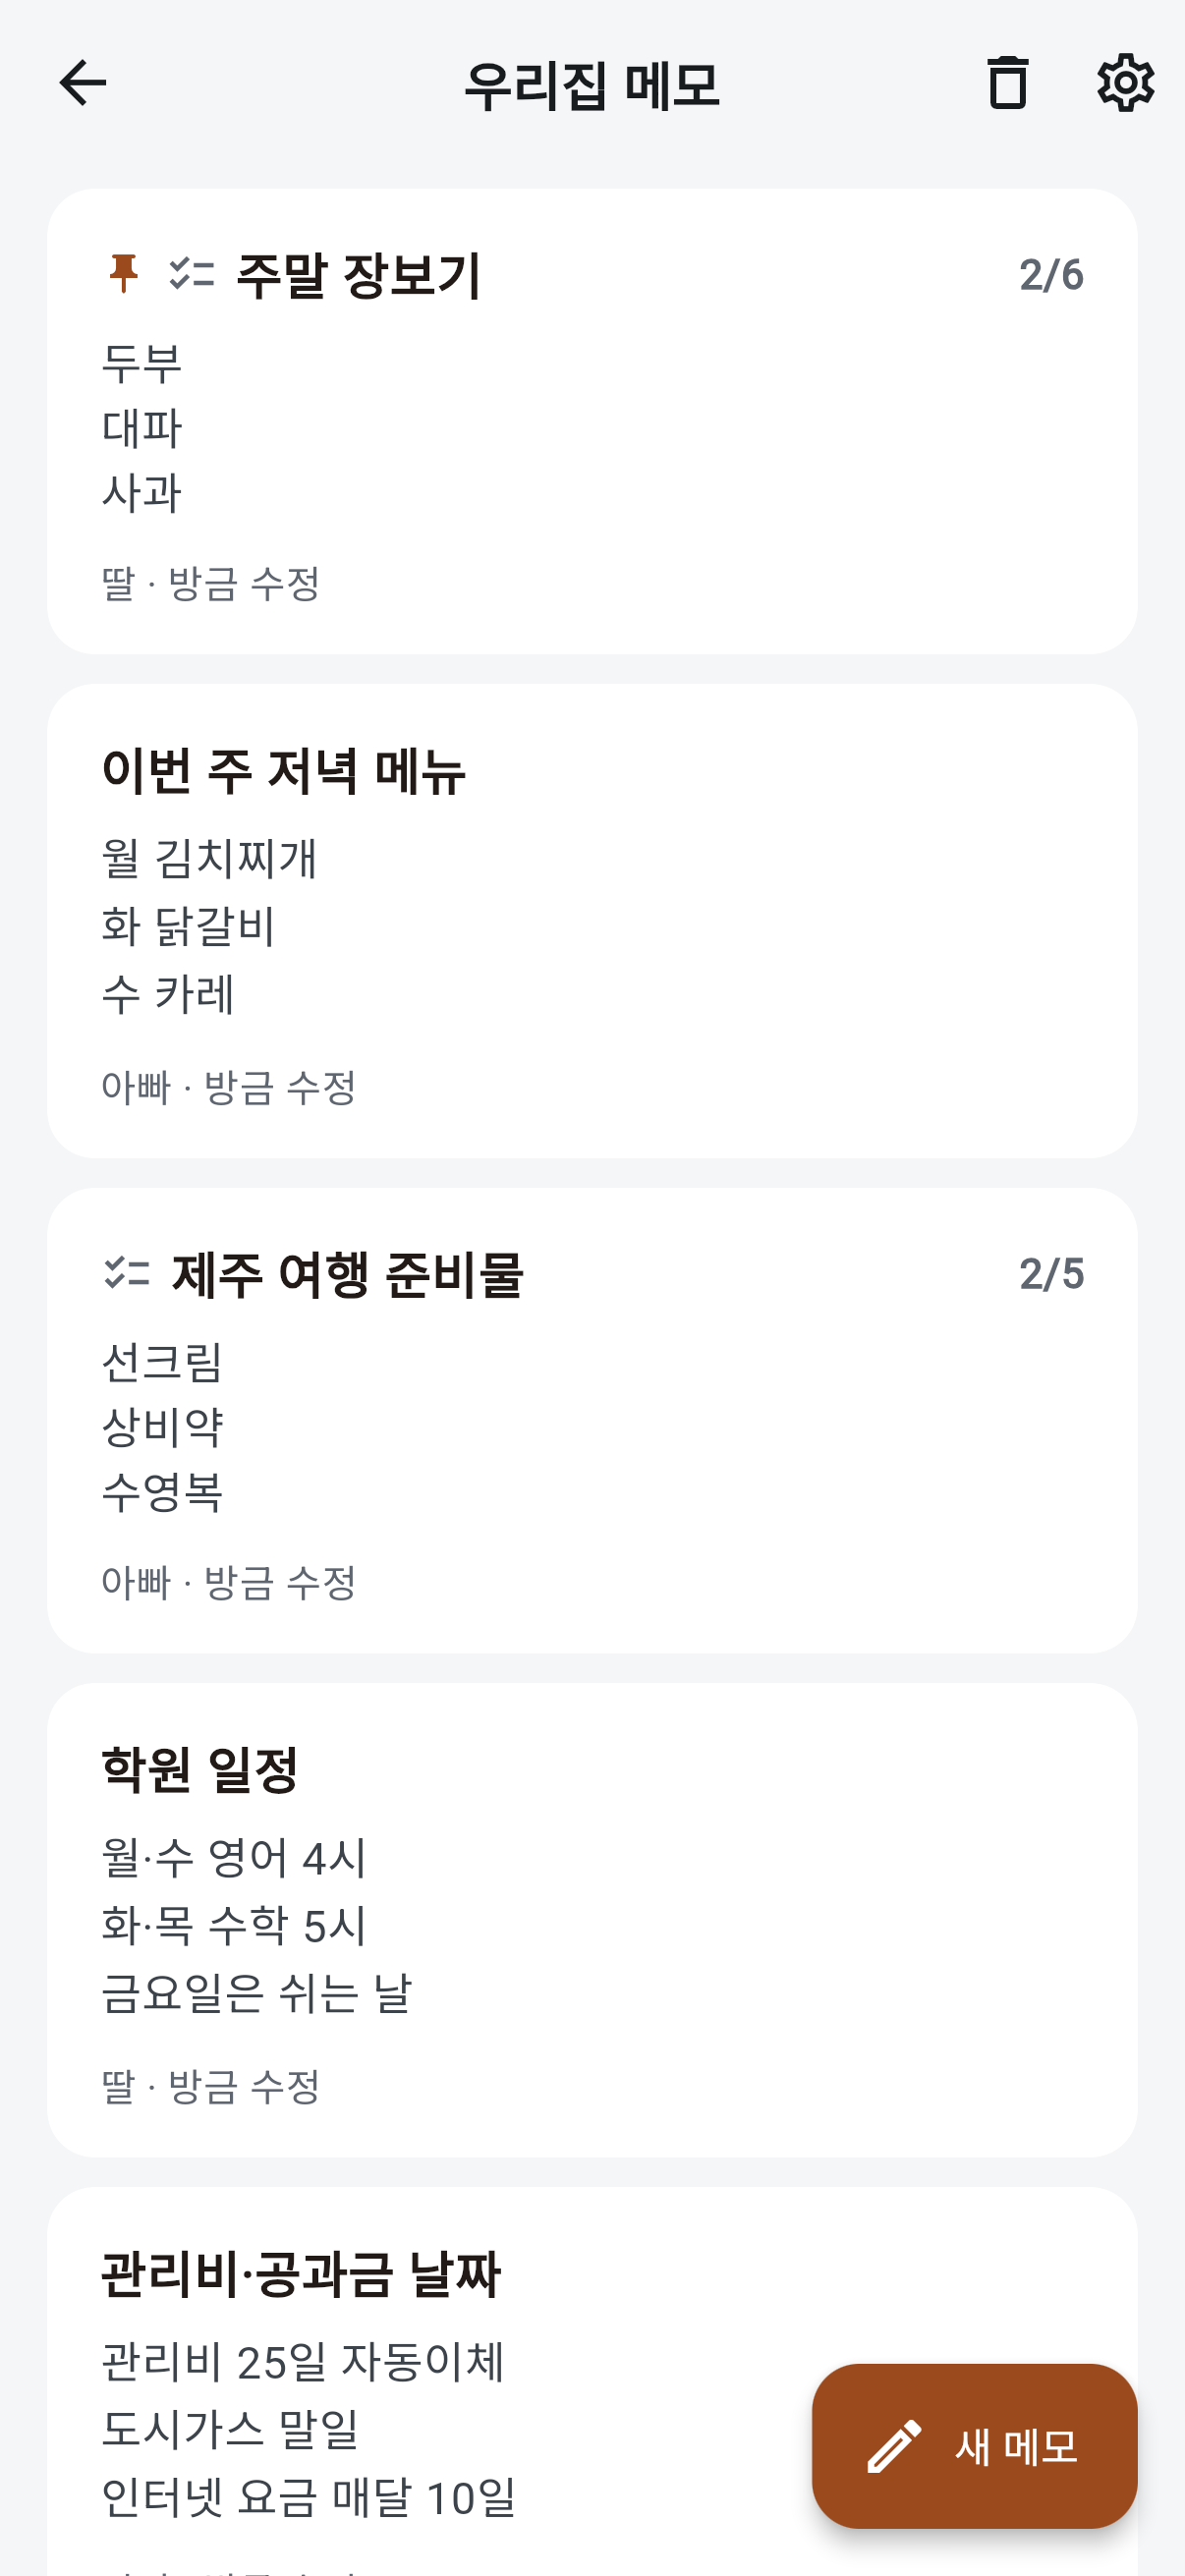 우리집 메모
주말 장보기 2/6
두부
대파
사과
딸 · 방금 수정
이번 주 저녁 메뉴
월 김치찌개
화 닭갈비
수 카레
아빠 · 방금 수정
제주 여행 준비물 2/5
선크림
상비약
수영복
아빠 · 방금 수정
학원 일정
월·수 영어 4시
화·목 수학 5시
금요일은 쉬는 날
딸 · 방금 수정
관리비·공과금 날짜
관리비 25일 자동이체
도시가스 말일
인터넷 요금 매달 10일
새 메모